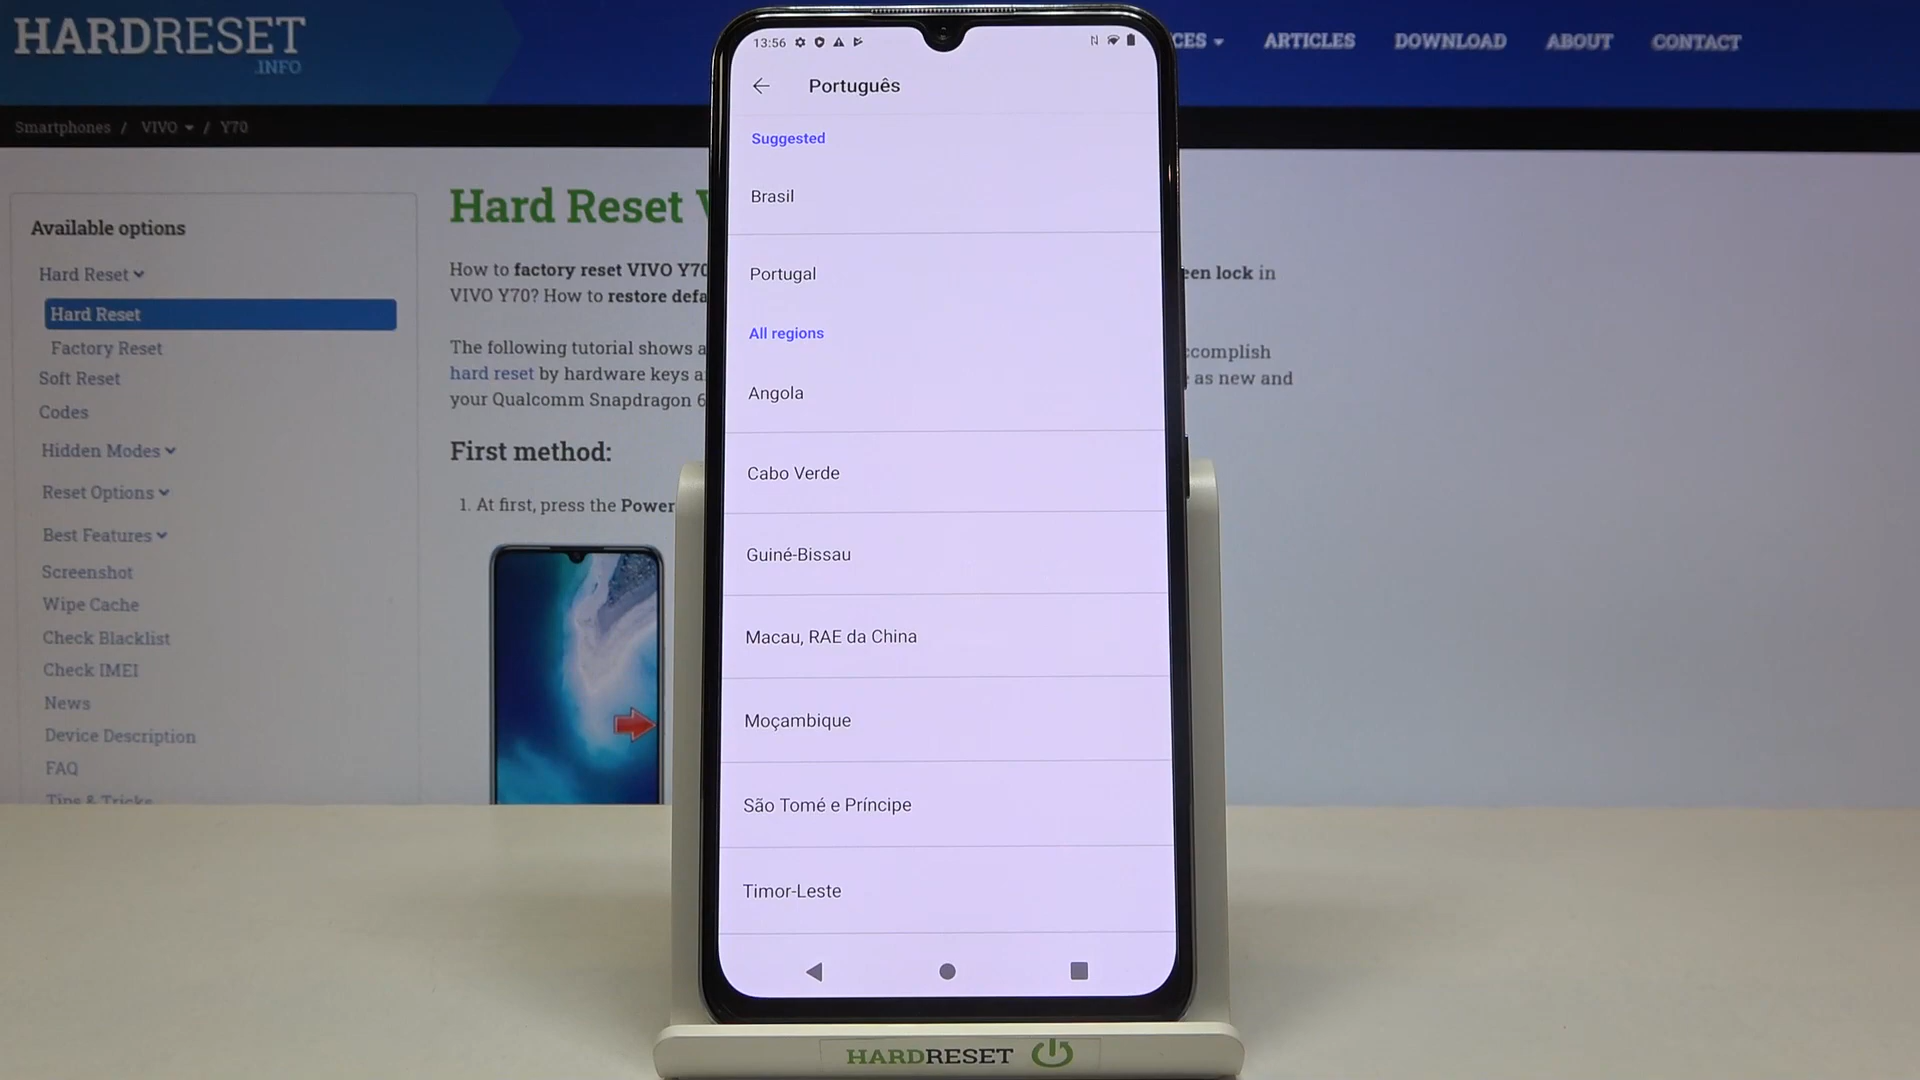 HARDRESET
.INFO
CES ARTICLES DOWNLOAD ABOUT CONTACT
Smartphones / VIVO / Y70
Available options
Hard Reset
Hard Reset
Factory Reset
Soft Reset
Codes
Hidden Modes
Reset Options
Best Features
Screenshot
Wipe Cache
Check Blacklist
Check IMEI
News
Device Description
FAQ
Tips & Tricks
Hard Reset
How to factory reset VIVO Y70
een lock in
VIVO Y70? How to restore defa
The following tutorial shows a
ccomplish
hard reset by hardware keys a
as new and
your Qualcomm Snapdragon 6
First method:
1. At first, press the Power
13:56
Português
Suggested
Brasil
Portugal
All regions
Angola
Cabo Verde
Guiné-Bissau
Macau, RAE da China
Moçambique
São Tomé e Príncipe
Timor-Leste
HARDRESET